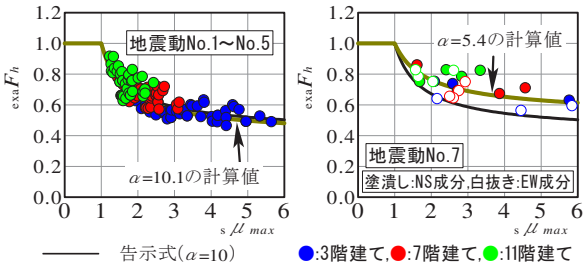 1.2
1.0
0.8
0.6
0.4
0.2
0.0
exaFh
地震動No.1～No.5
α=10.1の計算値
0 1 2 3 4 5 6
sμmax
1.2
1.0
0.8
0.6
0.4
0.2
0.0
exaFh
α=5.4の計算値
地震動No.7
塗潰し:NS成分,白抜き:EW成分
0 1 2 3 4 5 6
sμmax
告示式(α=10)
●:3階建て,●:7階建て,●:11階建て